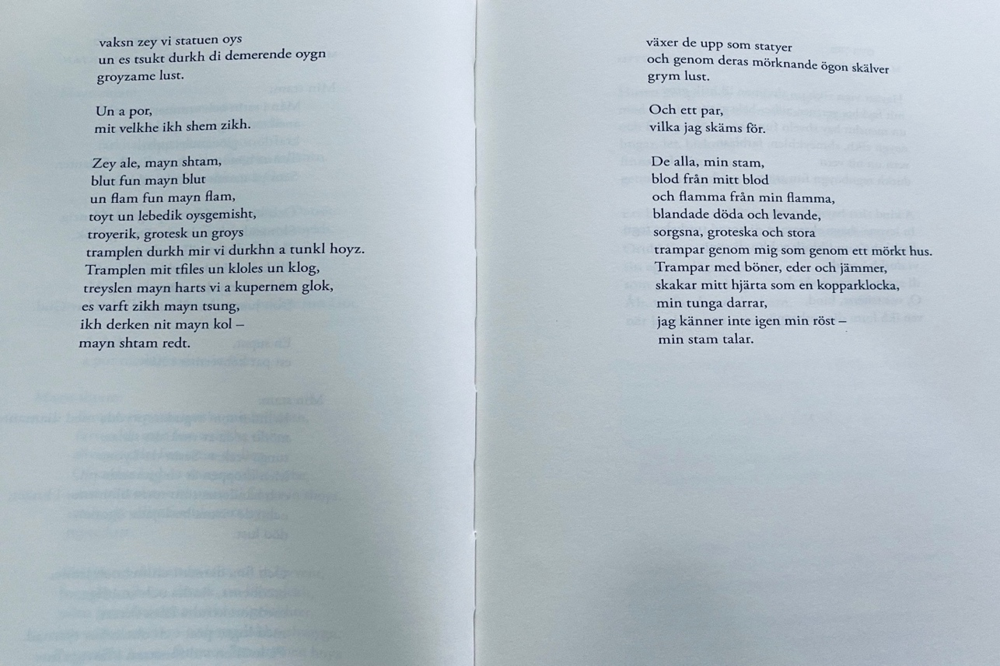 vaksn zey vi statuen oys
un es tsukt durkh di demerende oygn
groyzame lust.
Un a por,
mit velkhe ikh shem zikh.
Zey ale, mayn shtam,
blut fun mayn blut
un flam fun mayn flam,
toyt un lebedik oysgemisht,
troyerik, grotesk un groys
tramplen durkh mir vi durkhn a tunkl hoyz.
Tramplen mit tfiles un kloles un klog,
treyslen mayn harts vi a kupernem glok,
es varft zikh mayn tsung,
ikh derken nit mayn kol –
mayn shtam redt.
växer de upp som statyer
och genom deras mörknande ögon skälver
grym lust.
Och ett par,
vilka jag skäms för.
De alla, min stam,
blod från mitt blod
och flamma från min flamma,
blandade döda och levande,
sorgsna, groteska och stora
trampar genom mig som genom ett mörkt hus.
Trampar med böner, eder och jämmer,
skakar mitt hjärta som en kopparklocka,
min tunga darrar,
jag känner inte igen min röst –
min stam talar.